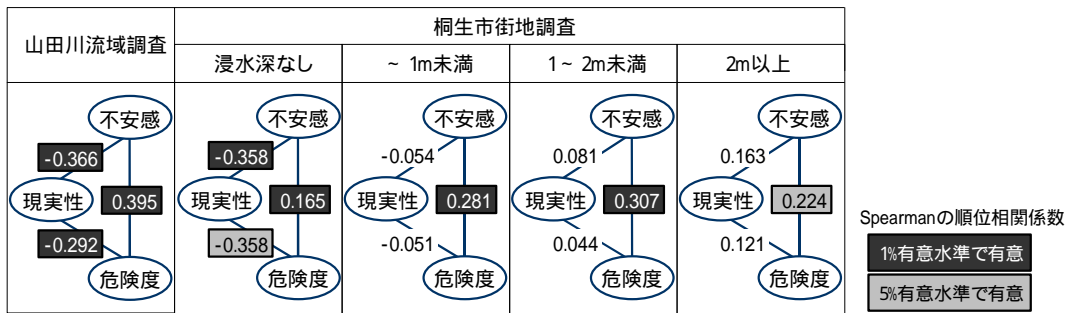 山田川流域調査
桐生市街地調査
浸水深なし
~ 1m未満
1~ 2m未満
2m以上
不安感
-0.366
現実性
0.395
-0.292
危険度
不安感
-0.358
現実性
0.165
-0.358
危険度
不安感
-0.054
現実性
0.281
-0.051
危険度
不安感
0.081
現実性
0.307
0.044
危険度
不安感
0.163
現実性
0.224
0.121
危険度
Spearmanの順位相関係数
1%有意水準で有意
5%有意水準で有意